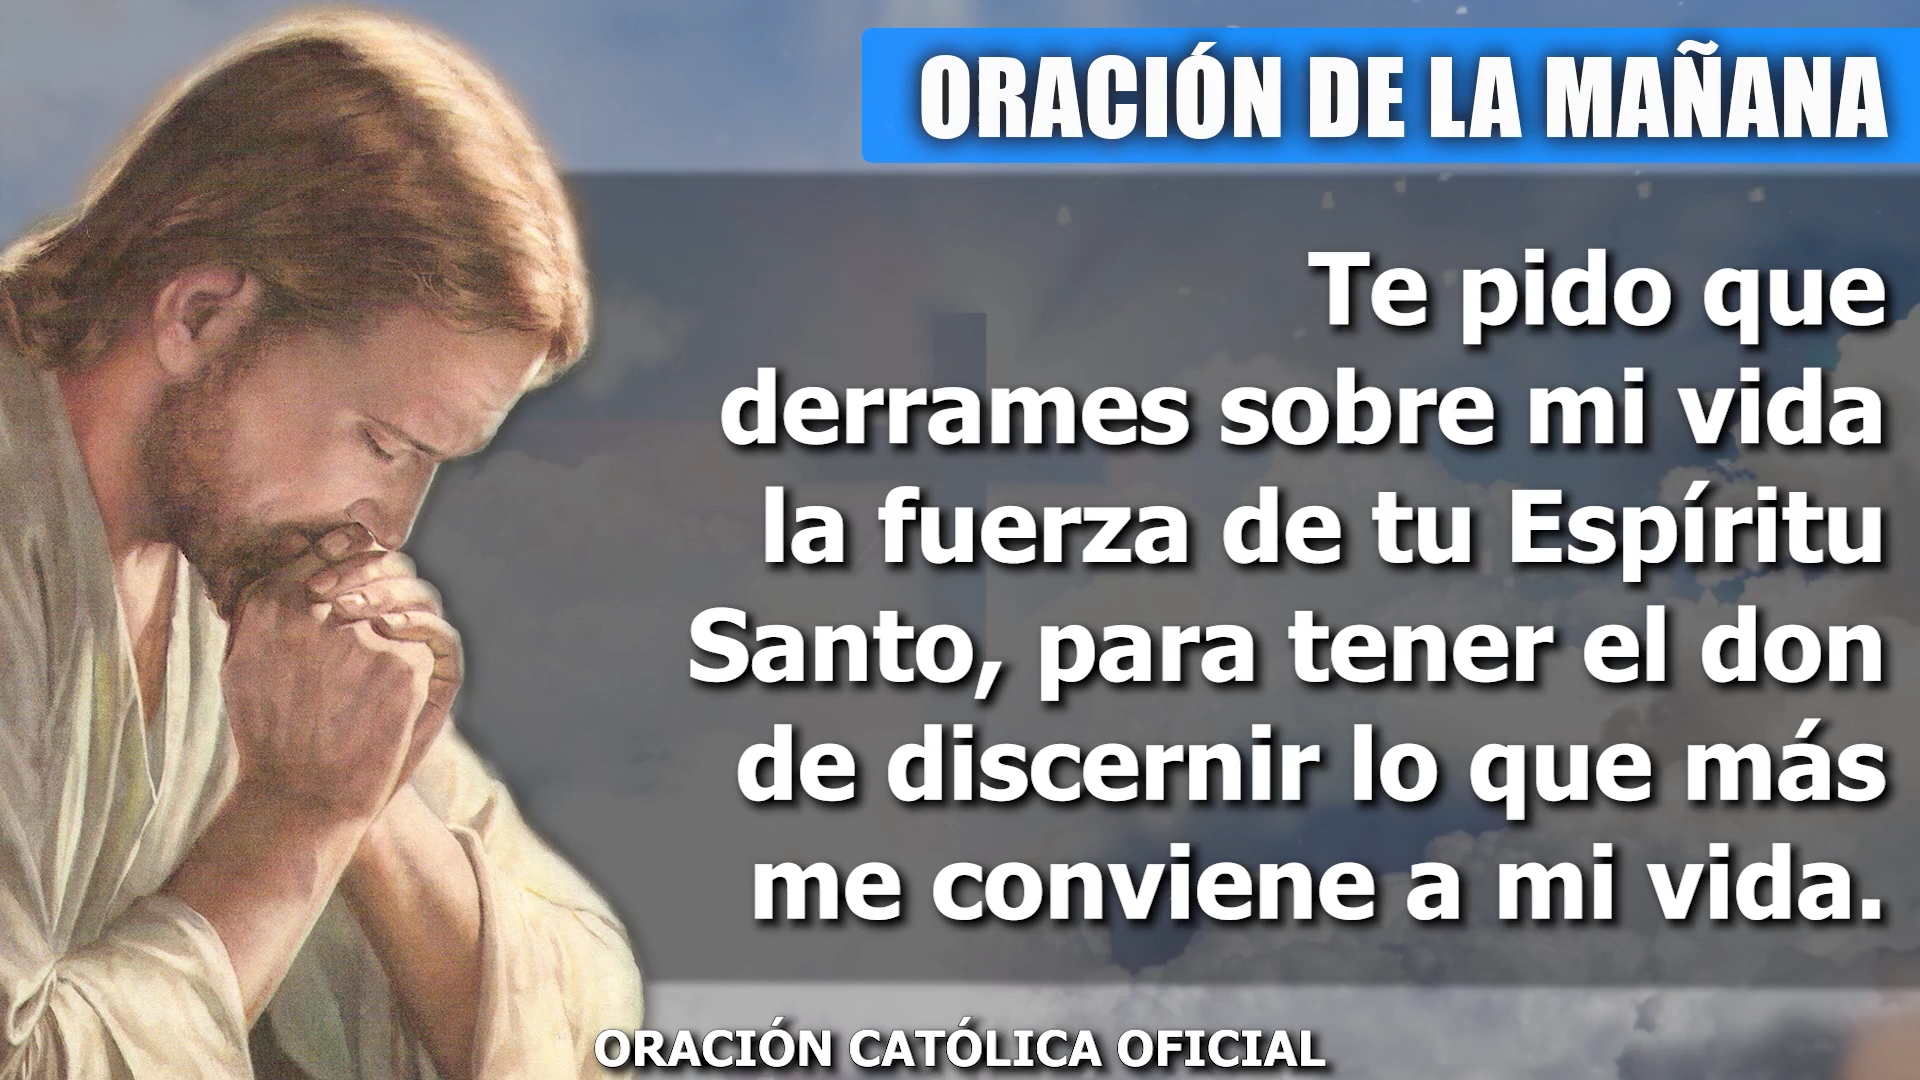 ORACIÓN DE LA MAÑANA
Te pido que
derrames sobre mi vida
la fuerza de tu Espíritu
Santo, para tener el don
de discernir lo que más
me conviene a mi vida.
ORACIÓN CATÓLICA OFICIAL